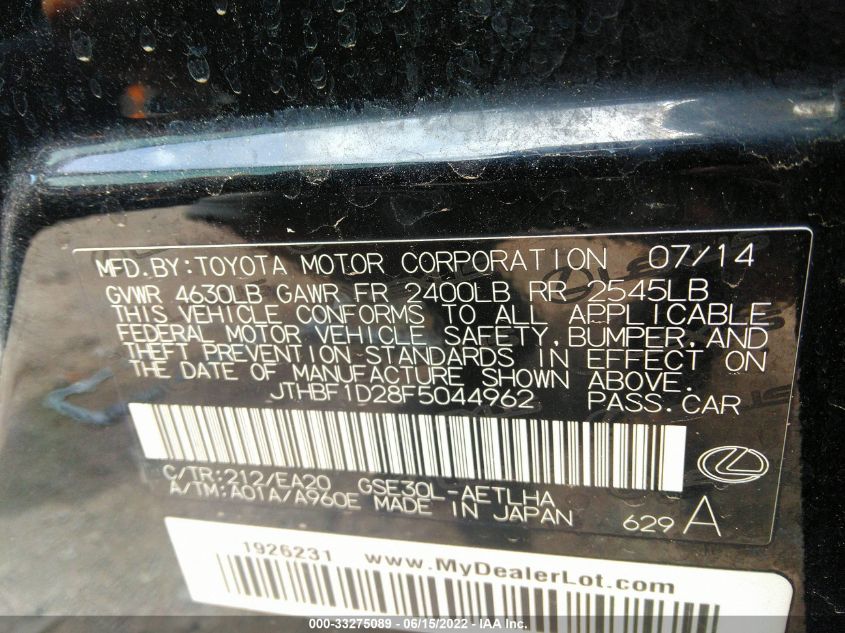 MFD.BY:TOYOTA MOTOR CORPORATION 07/14
GVWR 4630LB GAWR FR 2400LB RR 2545LB
THIS VEHICLE CONFORMS TO ALL APPLICABLE
FEDERAL MOTOR VEHICLE SAFETY, BUMPER, AND
THEFT PREVENTION STANDARDS IN EFFECT ON
THE DATE OF MANUFACTURE SHOWN ABOVE.
JTHBF1D28F5044962 PASS.CAR
C/TR:212/EA20 GSE30L-AETLHA
A/TM:A01A/A960E MADE IN JAPAN 629 A
1926231 www.MyDealerLot.com
000-33275089 - 06/15/2022 - IAA Inc.